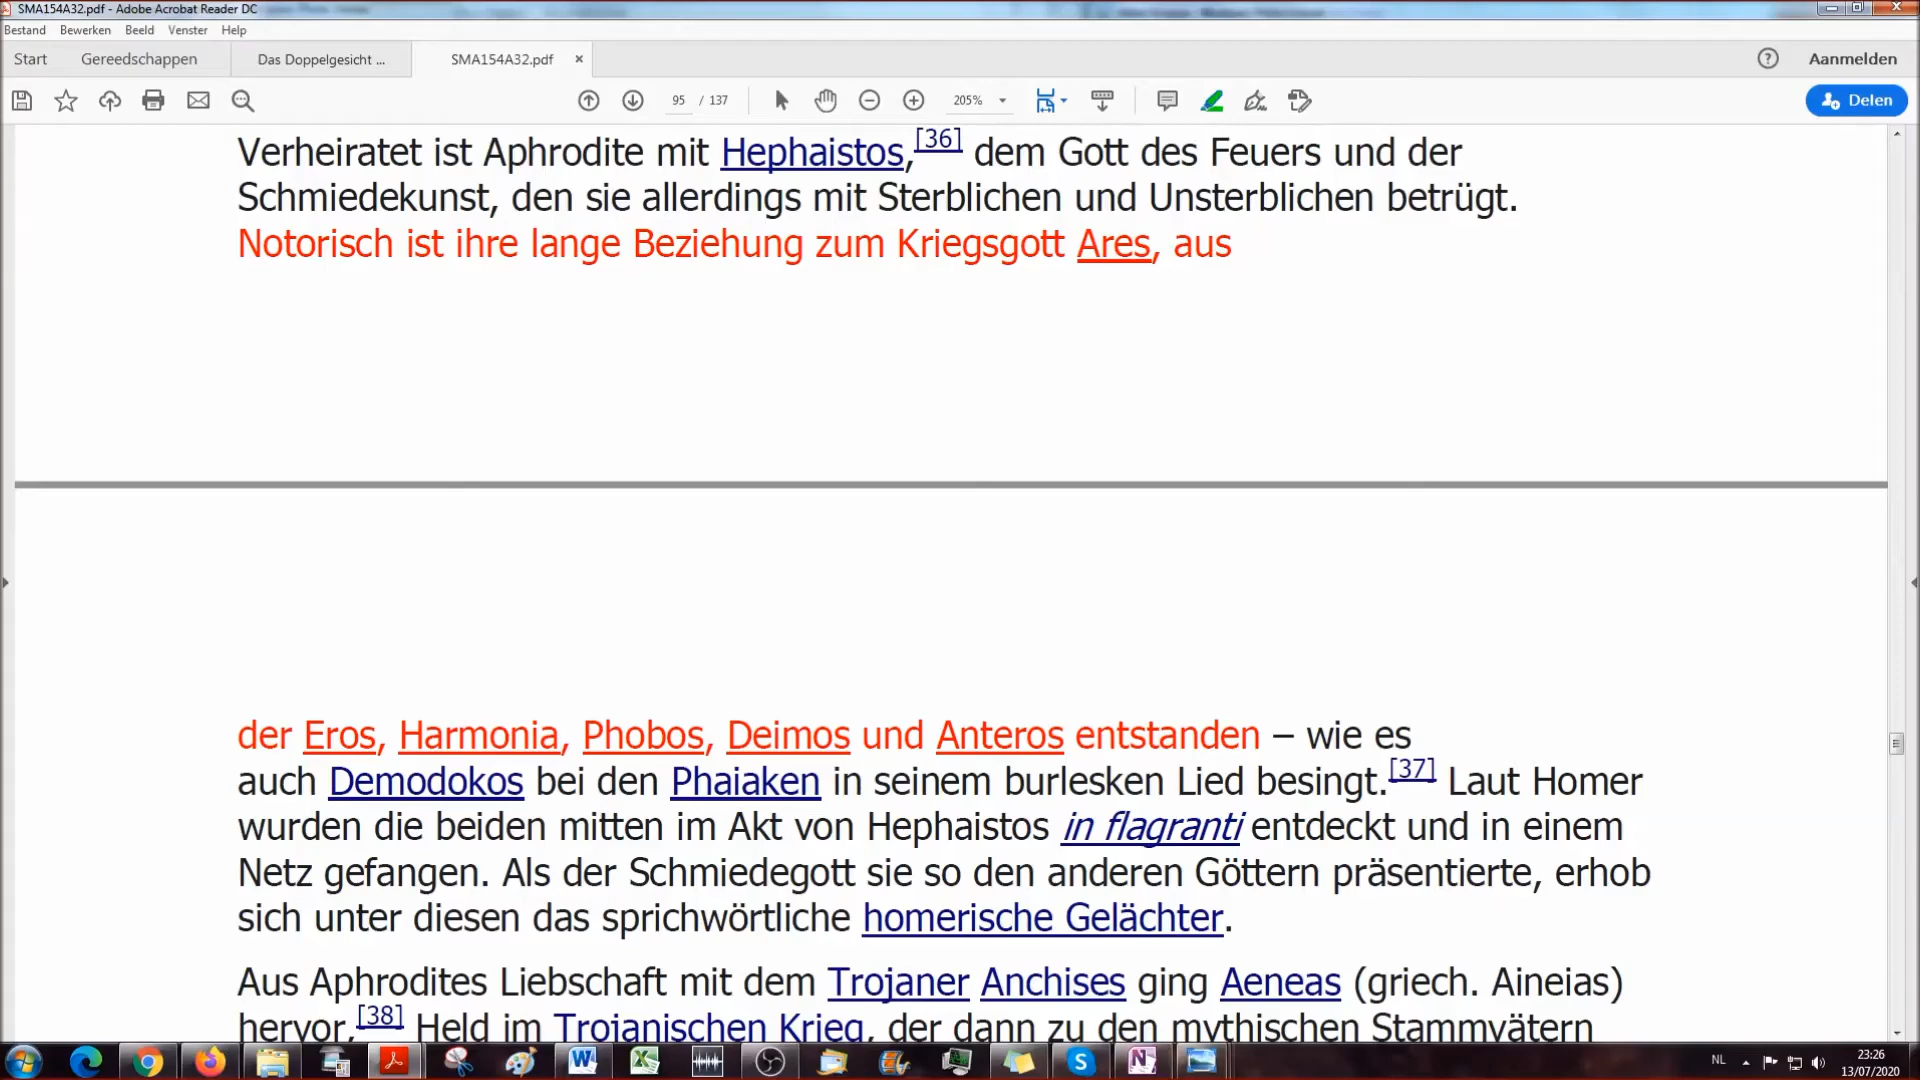 SMA154A32.pdf - Adobe Acrobat Reader DC
Bestand Bewerken Beeld Venster Help
Start Gereedschappen Das Doppelgesicht ... SMA154A32.pdf × ? Aanmelden
95 / 137 205% Delen
Verheiratet ist Aphrodite mit Hephaistos,[36] dem Gott des Feuers und der
Schmiedekunst, den sie allerdings mit Sterblichen und Unsterblichen betrügt.
Notorisch ist ihre lange Beziehung zum Kriegsgott Ares, aus
der Eros, Harmonia, Phobos, Deimos und Anteros entstanden – wie es
auch Demodokos bei den Phaiaken in seinem burlesken Lied besingt.[37] Laut Homer
wurden die beiden mitten im Akt von Hephaistos in flagranti entdeckt und in einem
Netz gefangen. Als der Schmiedegott sie so den anderen Göttern präsentierte, erhob
sich unter diesen das sprichwörtliche homerische Gelächter.
Aus Aphrodites Liebschaft mit dem Trojaner Anchises ging Aeneas (griech. Aineias)
hervor,[38] Held im Trojanischen Krieg, der dann zu den mythischen Stammvätern
NL 23:26
13/07/2020